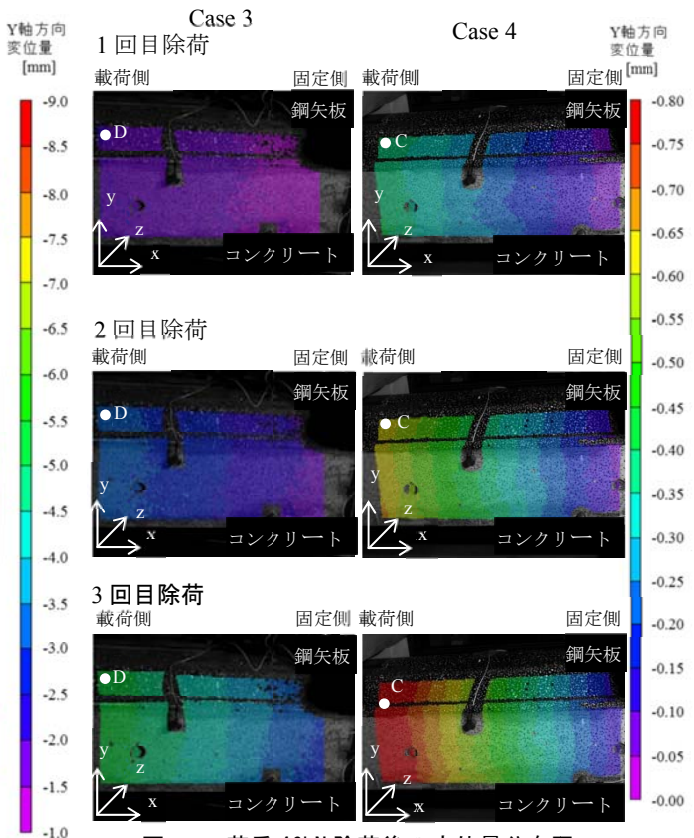 Case 3
Case 4
Y軸方向
変位量
[mm]
Y軸方向
変位量
[mm]
1 回目除荷
載荷側
固定側
載荷側
固定側
-9.0
-8.5
-8.0
-7.5
-7.0
-6.5
-6.0
-5.5
-5.0
-4.5
-4.0
-3.5
-3.0
-2.5
-2.0
-1.5
-1.0
鋼矢板
D
y
z
x
コンクリート
鋼矢板
C
y
z
x
コンクリート
-0.80
-0.75
-0.70
-0.65
-0.60
-0.55
-0.50
-0.45
-0.40
-0.35
-0.30
-0.25
-0.20
-0.15
-0.10
-0.05
-0.00
2 回目除荷
載荷側
固定側
載荷側
固定側
鋼矢板
D
y
z
x
コンクリート
鋼矢板
C
y
z
x
コンクリート
3 回目除荷
載荷側
固定側
載荷側
固定側
鋼矢板
D
y
z
x
コンクリート
鋼矢板
C
y
z
x
コンクリート